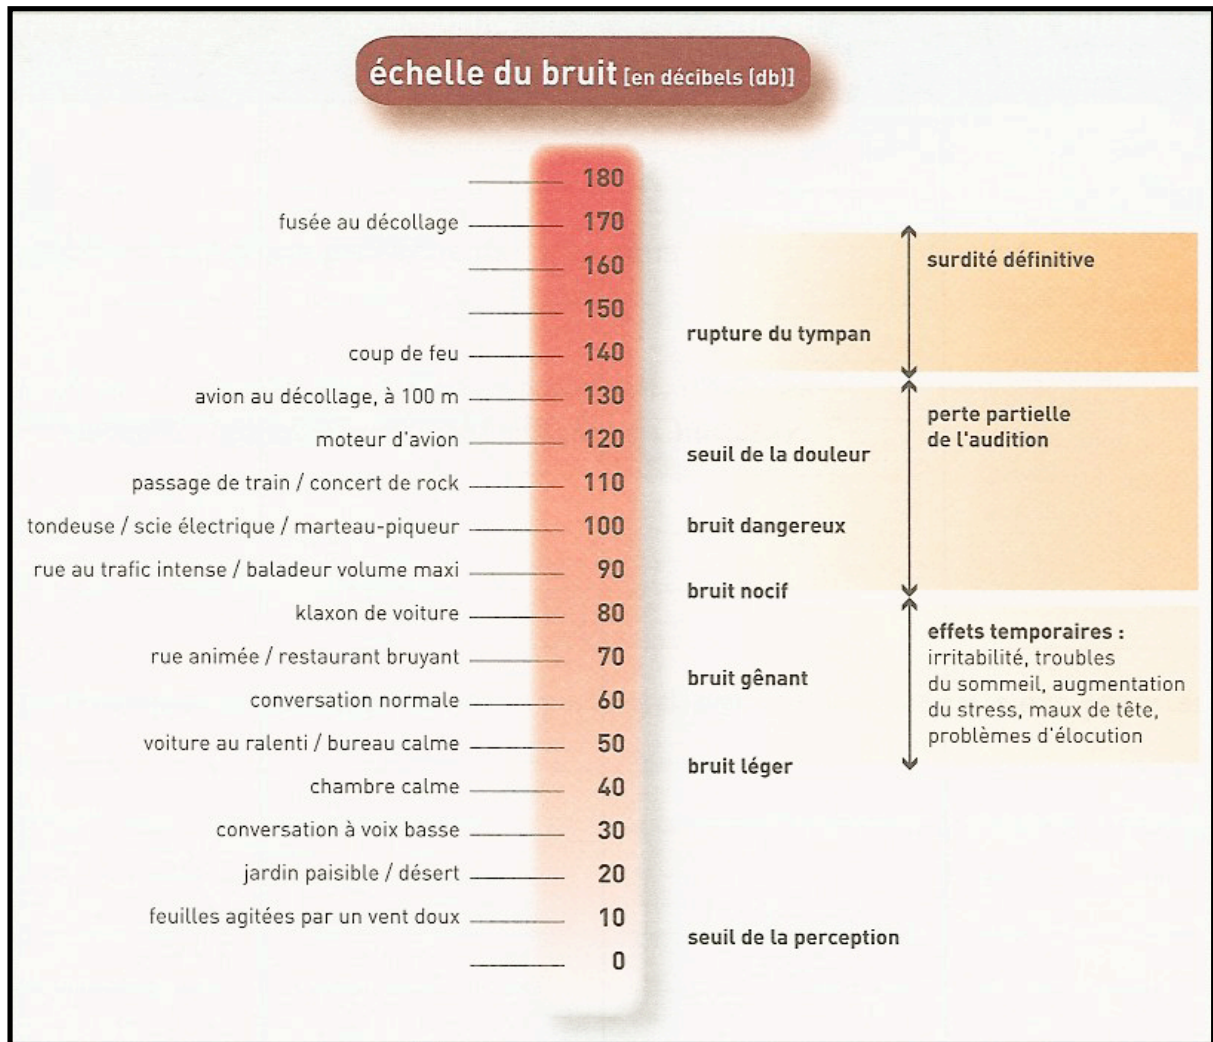 échelle du bruit [en décibels (db)]
180
fusée au décollage 170
160
150
coup de feu 140
avion au décollage, à 100 m 130
moteur d'avion 120
passage de train / concert de rock 110
tondeuse / scie électrique / marteau-piqueur 100
rue au trafic intense / baladeur volume maxi 90
klaxon de voiture 80
rue animée / restaurant bruyant 70
conversation normale 60
voiture au ralenti / bureau calme 50
chambre calme 40
conversation à voix basse 30
jardin paisible / désert 20
feuilles agitées par un vent doux 10
0
rupture du tympan
seuil de la douleur
bruit dangereux
bruit nocif
bruit gênant
bruit léger
seuil de la perception
surdité définitive
perte partielle
de l'audition
effets temporaires :
irritabilité, troubles
du sommeil, augmentation
du stress, maux de tête,
problèmes d'élocution